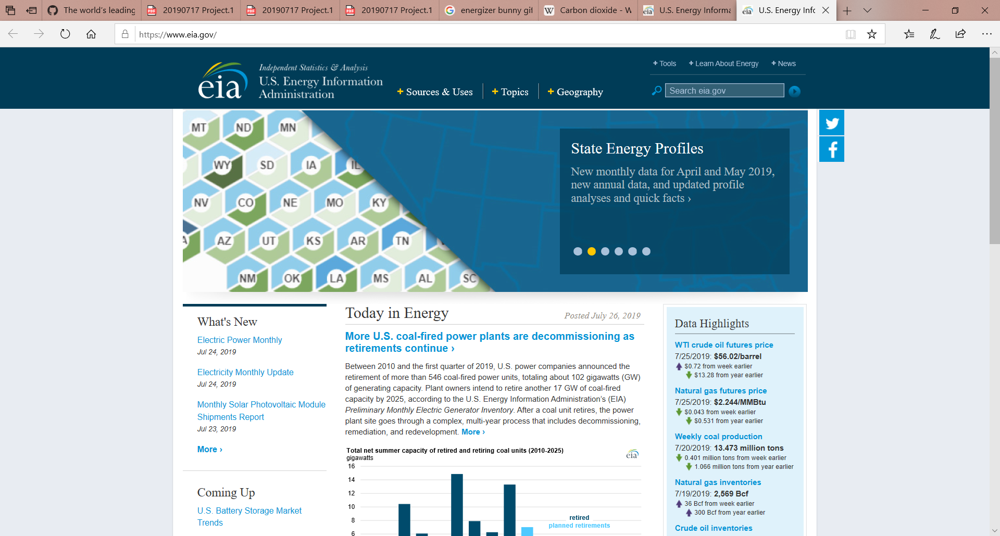 The world's leading
20190717 Project.1
20190717 Project.1
20190717 Project.1
energizer bunny gif
Carbon dioxide - W
U.S. Energy Informa
U.S. Energy Infc
https://www.eia.gov/
eia
Independent Statistics & Analysis
U.S. Energy Information
Administration
+ Sources & Uses
+ Topics
+ Geography
+ Tools
+ Learn About Energy
+ News
Search eia.gov
MT ND MN
WY SD IA IL
NV CO NE MO KY
A AZ UT KS AR TN
NM OK LA MS AL SC
State Energy Profiles
New monthly data for April and May 2019,
new annual data, and updated profile
analyses and quick facts ›
What's New
Electric Power Monthly
Jul 24, 2019
Electricity Monthly Update
Jul 24, 2019
Monthly Solar Photovoltaic Module
Shipments Report
Jul 23, 2019
More ›
Coming Up
U.S. Battery Storage Market
Trends
Today in Energy
Posted July 26, 2019
More U.S. coal-fired power plants are decommissioning as
retirements continue ›
Between 2010 and the first quarter of 2019, U.S. power companies announced the
retirement of more than 546 coal-fired power units, totaling about 102 gigawatts (GW)
of generating capacity. Plant owners intend to retire another 17 GW of coal-fired
capacity by 2025, according to the U.S. Energy Information Administration's (EIA)
Preliminary Monthly Electric Generator Inventory. After a coal unit retires, the power
plant site goes through a complex, multi-year process that includes decommissioning,
remediation, and redevelopment. More ›
Total net summer capacity of retired and retiring coal units (2010-2025)
gigawatts
eia
16
14
12
10
8
6
retired
planned retirements
Data Highlights
WTI crude oil futures price
7/25/2019: $56.02/barrel
$0.72 from week earlier
$13.28 from year earlier
Natural gas futures price
7/25/2019: $2.244/MMBtu
$0.043 from week earlier
$0.531 from year earlier
Weekly coal production
7/20/2019: 13.473 million tons
0.401 million tons from week earlier
1.066 million tons from year earlier
Natural gas inventories
7/19/2019: 2,569 Bcf
36 Bcf from week earlier
300 Bcf from year earlier
Crude oil inventories